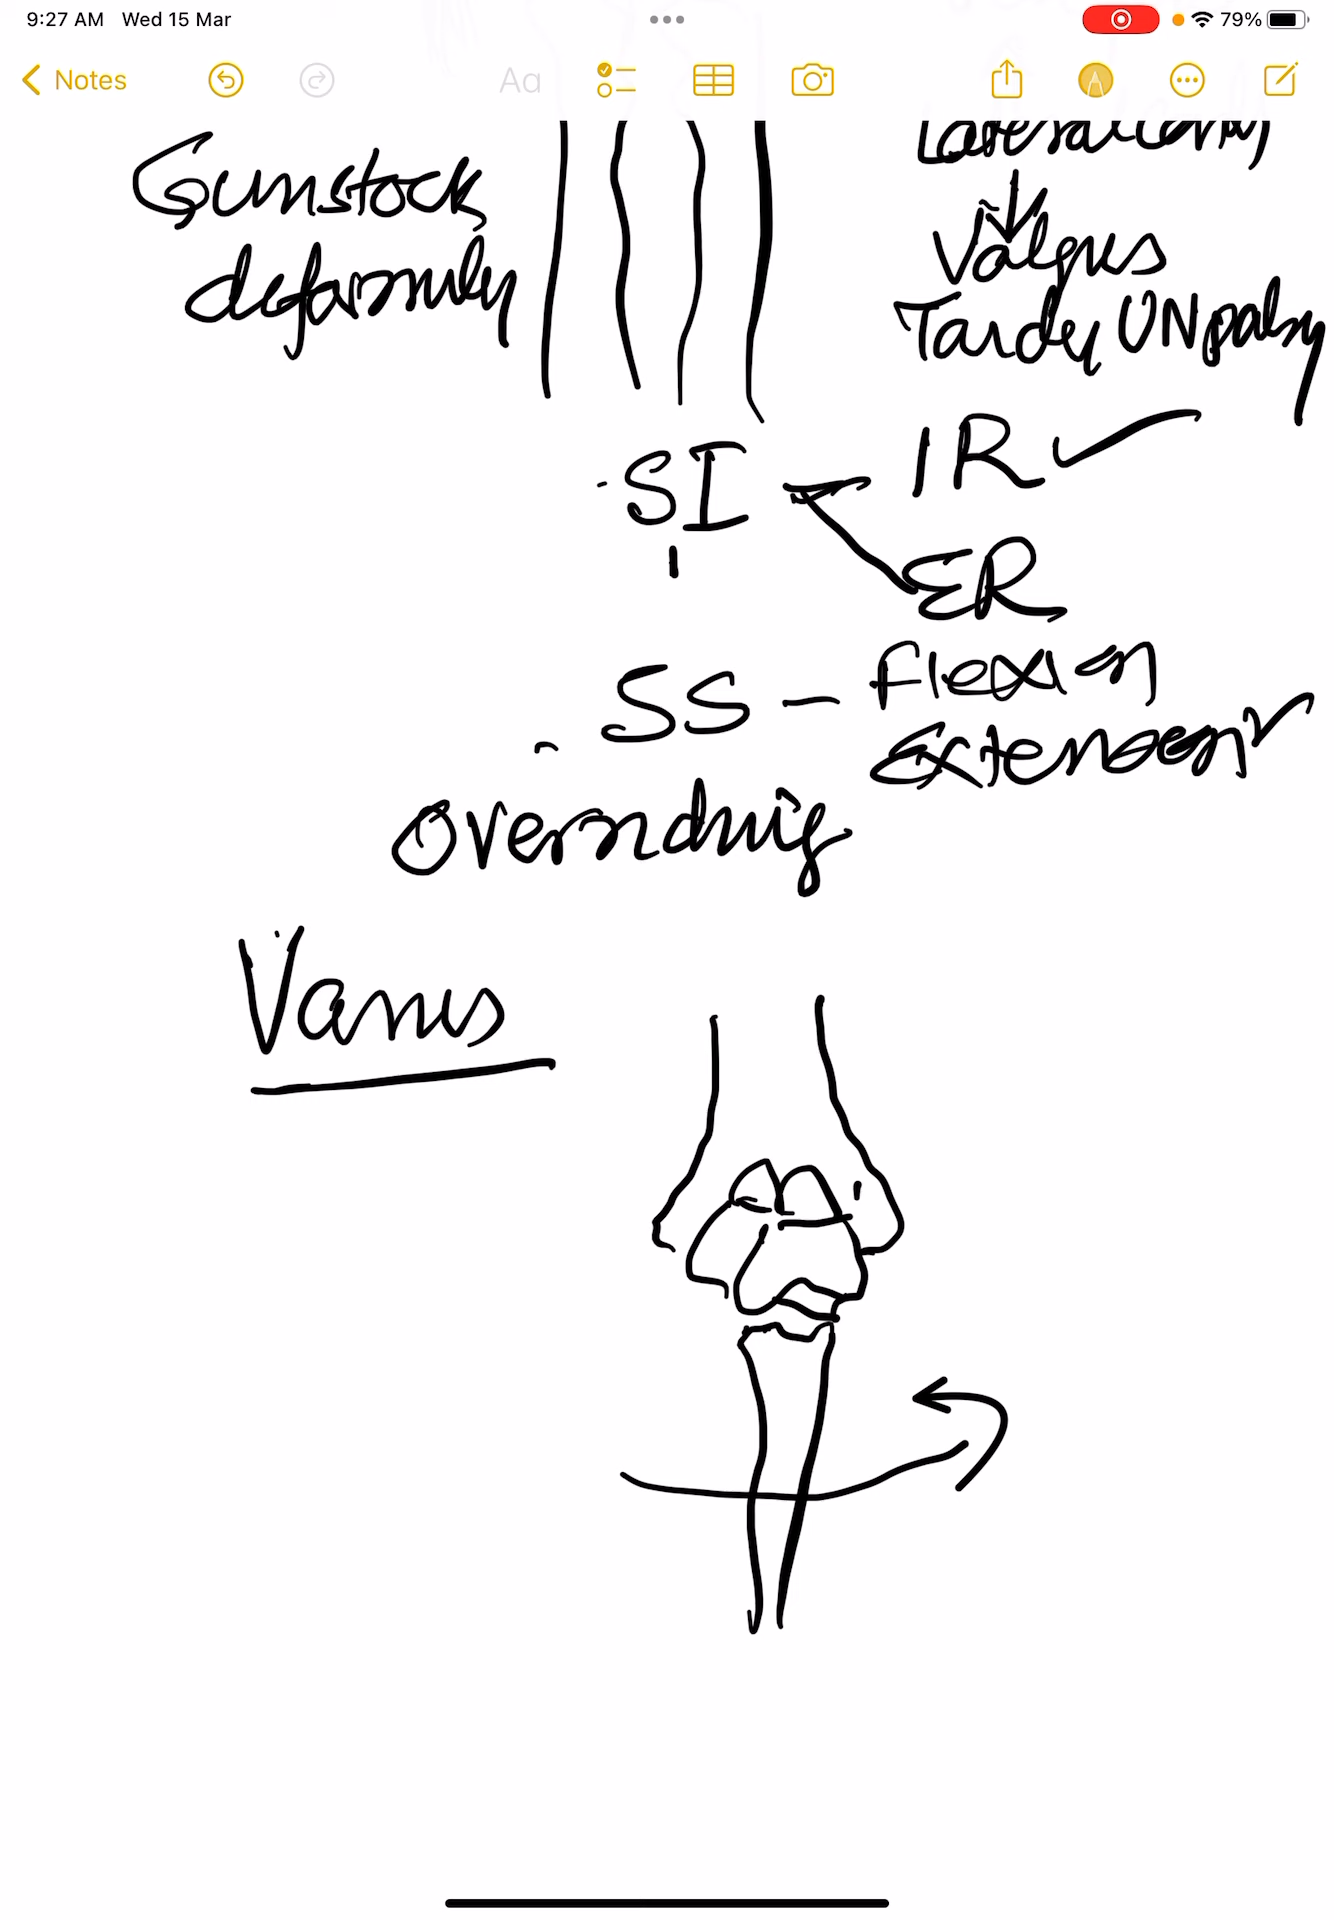 9:27 AM Wed 15 Mar
79%
Notes
Aa
Gunstock
deformity
Valgus
Tardy UN palsy
SI
IR
ER
SS - flexion
Extension
Overriding
Varus